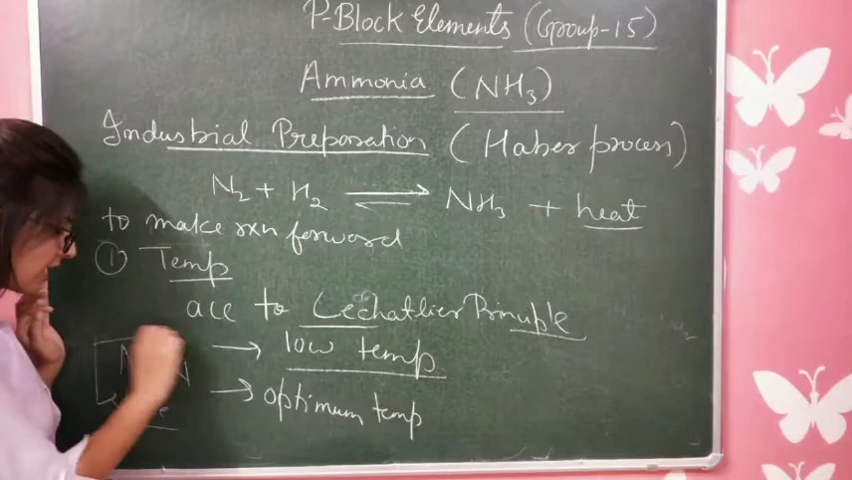 P-Block Elements (Group-15)
Ammonia (NH₃)
Industrial Preparation (Haber process)
N₂ + H₂ ⇌ NH₃ + heat
to make rxn forward
① Temp
acc to Lechatlier Principle
→ low temp
→ optimum temp